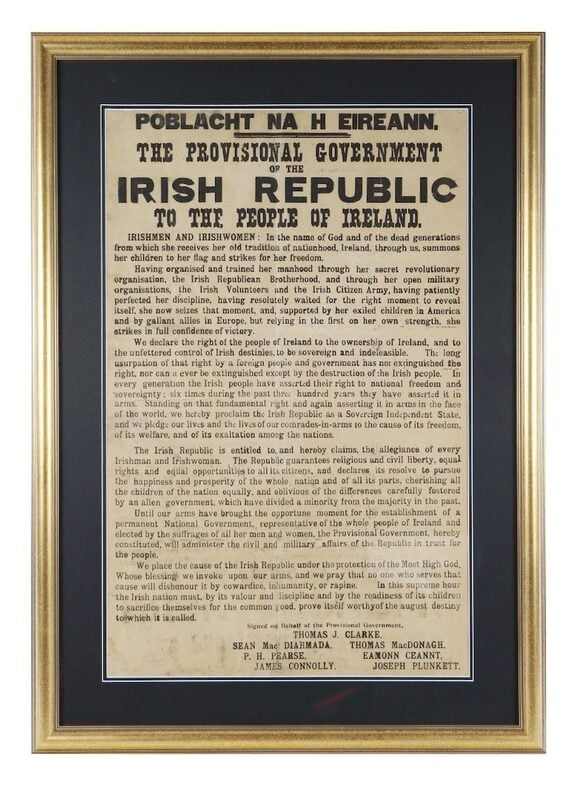 POBLACHT NA H EIREANN.
THE PROVISIONAL GOVERNMENT
OF THE
IRISH REPUBLIC
TO THE PEOPLE OF IRELAND.
IRISHMEN AND IRISHWOMEN: In the name of God and of the dead generations
from which she receives her old tradition of nationhood, Ireland, through us, summons
her children to her flag and strikes for her freedom.
Having organised and trained her manhood through her secret revolutionary
organisation, the Irish Republican Brotherhood, and through her open military
organisations, the Irish Volunteers and the Irish Citizen Army, having patiently
perfected her discipline, having resolutely waited for the right moment to reveal
itself, she now seizes that moment, and, supported by her exiled children in America
and by gallant allies in Europe, but relying in the first on her own strength, she
strikes in full confidence of victory.
We declare the right of the people of Ireland to the ownership of Ireland, and to
the unfettered control of Irish destinies, to be sovereign and indefeasible. The long
usurpation of that right by a foreign people and government has not extinguished the
right, nor can it ever be extinguished except by the destruction of the Irish people. In
every generation the Irish people have asserted their right to national freedom and
sovereignty; six times during the past three hundred years they have asserted it in
arms. Standing on that fundamental right and again asserting it in arms in the face
of the world, we hereby proclaim the Irish Republic as a Sovereign Independent State,
and we pledge our lives and the lives of our comrades-in-arms to the cause of its freedom,
of its welfare, and of its exaltation among the nations.
The Irish Republic is entitled to, and hereby claims, the allegiance of every
Irishman and Irishwoman. The Republic guarantees religious and civil liberty, equal
rights and equal opportunities to all its citizens, and declares its resolve to pursue
the happiness and prosperity of the whole nation and of all its parts, cherishing all
the children of the nation equally, and oblivious of the differences carefully fostered
by an alien government, which have divided a minority from the majority in the past.
Until our arms have brought the opportune moment for the establishment of a
permanent National Government, representative of the whole people of Ireland and
elected by the suffrages of all her men and women, the Provisional Government, hereby
constituted, will administer the civil and military affairs of the Republic in trust for
the people.
We place the cause of the Irish Republic under the protection of the Most High God,
Whose blessing we invoke upon our arms, and we pray that no one who serves that
cause will dishonour it by cowardice, inhumanity, or rapine. In this supreme hour
the Irish nation must, by its valour and discipline and by the readiness of its children
to sacrifice themselves for the common good, prove itself worthy of the august destiny
to which it is called.
Signed on Behalf of the Provisional Government,
THOMAS J. CLARKE,
SEAN Mac DIARMADA, THOMAS MacDONAGH,
P. H. PEARSE, EAMONN CEANNT,
JAMES CONNOLLY. JOSEPH PLUNKETT.